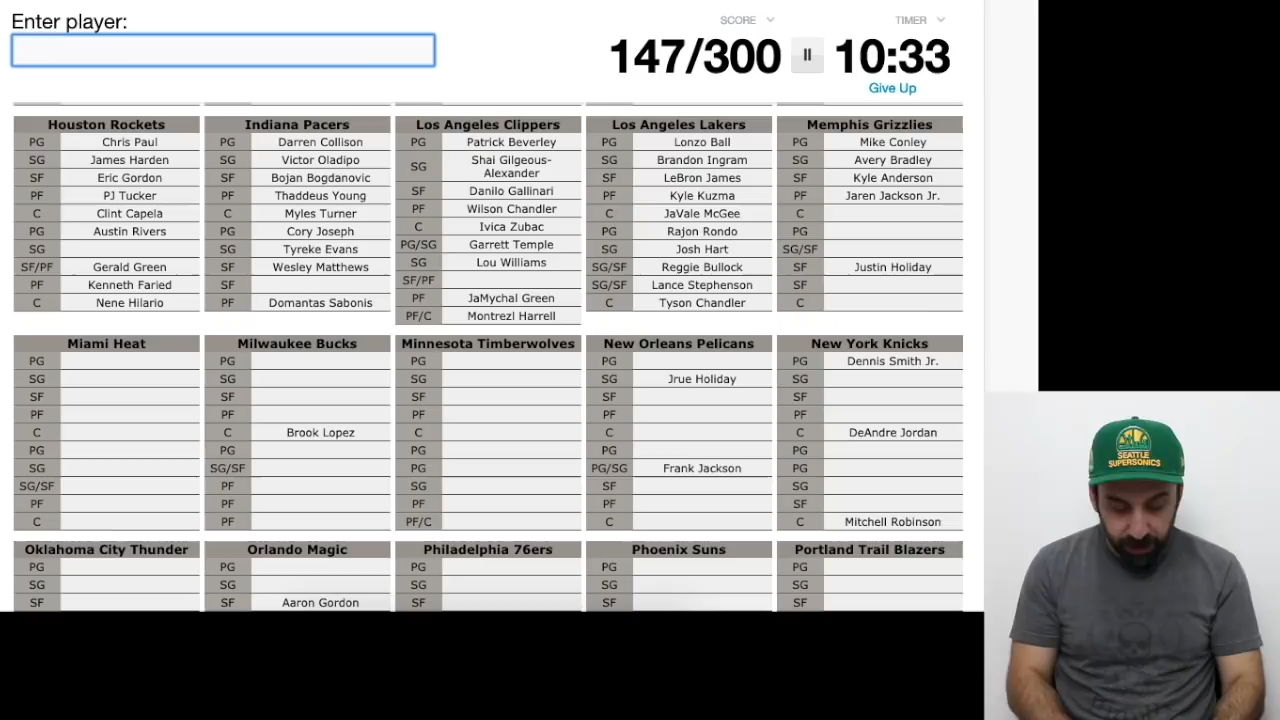 Enter player:
SCORE TIMER
147/300 10:33
Give Up
Houston Rockets
PG Chris Paul
SG James Harden
SF Eric Gordon
PF PJ Tucker
C Clint Capela
PG Austin Rivers
SG
SF/PF Gerald Green
PF Kenneth Faried
C Nene Hilario
Indiana Pacers
PG Darren Collison
SG Victor Oladipo
SF Bojan Bogdanovic
PF Thaddeus Young
C Myles Turner
PG Cory Joseph
SG Tyreke Evans
SF Wesley Matthews
SF
PF Domantas Sabonis
Los Angeles Clippers
PG Patrick Beverley
SG Shai Gilgeous-
Alexander
SF Danilo Gallinari
PF Wilson Chandler
C Ivica Zubac
PG/SG Garrett Temple
SG Lou Williams
SF/PF
PF JaMychal Green
PF/C Montrezl Harrell
Los Angeles Lakers
PG Lonzo Ball
SG Brandon Ingram
SF LeBron James
PF Kyle Kuzma
C JaVale McGee
PG Rajon Rondo
SG Josh Hart
SG/SF Reggie Bullock
SG/SF Lance Stephenson
C Tyson Chandler
Memphis Grizzlies
PG Mike Conley
SG Avery Bradley
SF Kyle Anderson
PF Jaren Jackson Jr.
C
PG
SG/SF
SF Justin Holiday
SF
C
Miami Heat
PG
SG
SF
PF
C
PG
SG
SG/SF
PF
C
Milwaukee Bucks
PG
SG
SF
PF
C Brook Lopez
PG
SG/SF
PF
PF
PF
Minnesota Timberwolves
PG
SG
SF
PF
C
PG
PG
SG
PF
PF/C
New Orleans Pelicans
PG
SG Jrue Holiday
SF
PF
C
PG
PG/SG Frank Jackson
SF
PF
C
New York Knicks
PG Dennis Smith Jr.
SG
SF
PF
C DeAndre Jordan
PG
PG
SG
SF
C Mitchell Robinson
Oklahoma City Thunder
PG
SG
SF
Orlando Magic
PG
SG
SF Aaron Gordon
Philadelphia 76ers
PG
SG
SF
Phoenix Suns
PG
SG
SF
Portland Trail Blazers
PG
SG
SF
SEATTLE
SUPERSONICS